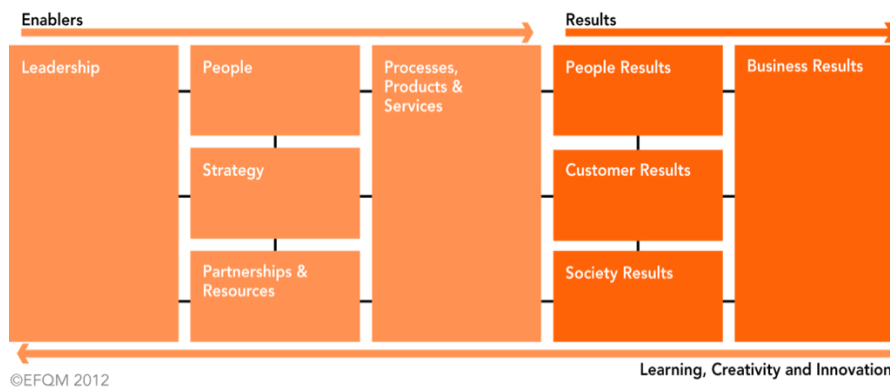 Enablers
Results
Leadership
People
Processes,
Products &
Services
People Results
Business Results
Strategy
Customer Results
Partnerships &
Resources
Society Results
Learning, Creativity and Innovation
©EFQM 2012